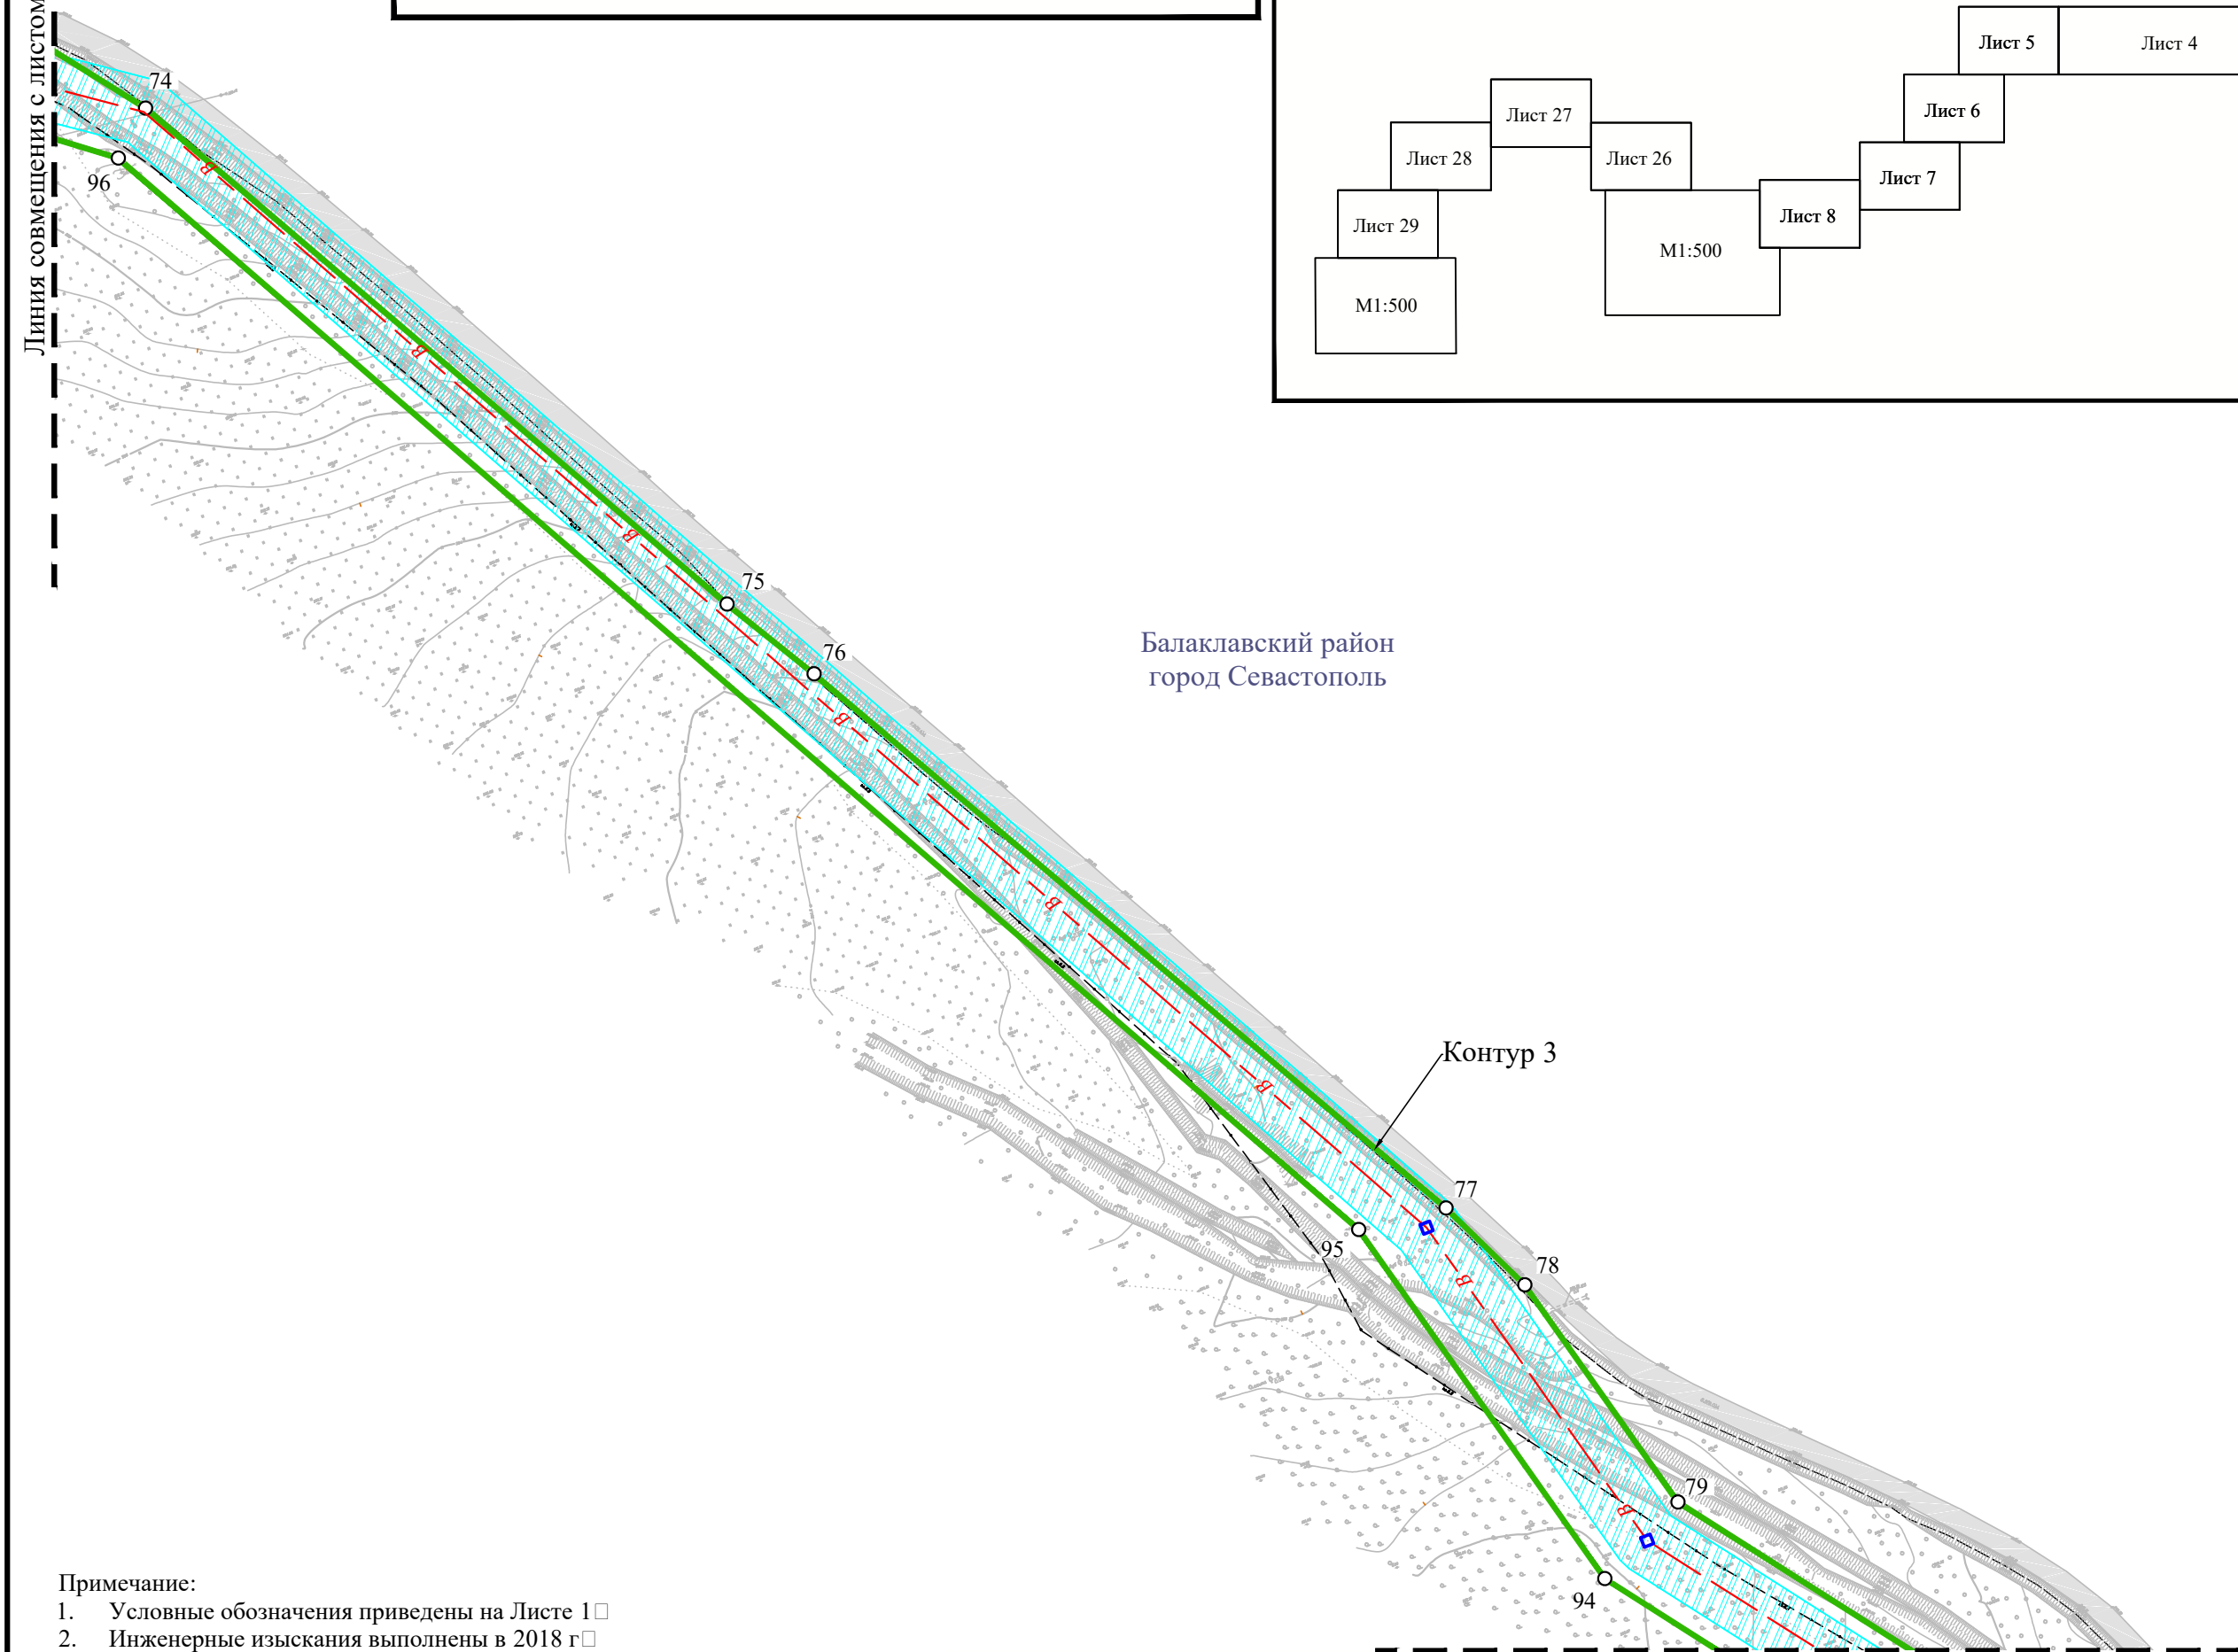 Линия совмещения с листом
Лист 5
Лист 4
Лист 6
Лист 27
Лист 28
Лист 26
Лист 7
Лист 8
Лист 29
М1:500
М1:500
74
96
В
В
В
75
76
В
Балаклавский район
город Севастополь
В
Контур 3
В
77
95
78
В
79
В
94
Примечание:
1. Условные обозначения приведены на Листе 1
2. Инженерные изыскания выполнены в 2018 г